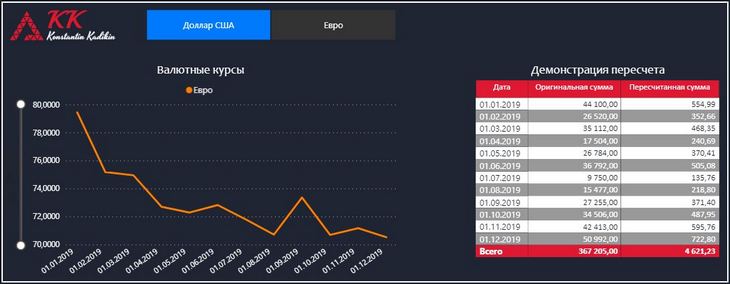 KK
Konstantin Kadikin
Доллар США
Евро
Валютные курсы
Евро
80,0000
78,0000
76,0000
74,0000
72,0000
70,0000
01.01.2019
01.02.2019
01.03.2019
01.04.2019
01.05.2019
01.06.2019
01.07.2019
01.08.2019
01.09.2019
01.10.2019
01.11.2019
01.12.2019
Демонстрация пересчета
Дата Оригинальная сумма Пересчитанная сумма
01.01.2019 44 100,00 554,99
01.02.2019 26 520,00 352,66
01.03.2019 35 112,00 468,35
01.04.2019 17 504,00 240,69
01.05.2019 26 784,00 370,41
01.06.2019 36 792,00 505,08
01.07.2019 9 750,00 135,76
01.08.2019 15 477,00 218,80
01.09.2019 27 255,00 371,40
01.10.2019 34 506,00 487,95
01.11.2019 42 413,00 595,76
01.12.2019 50 992,00 722,80
Всего 367 205,00 4 621,23